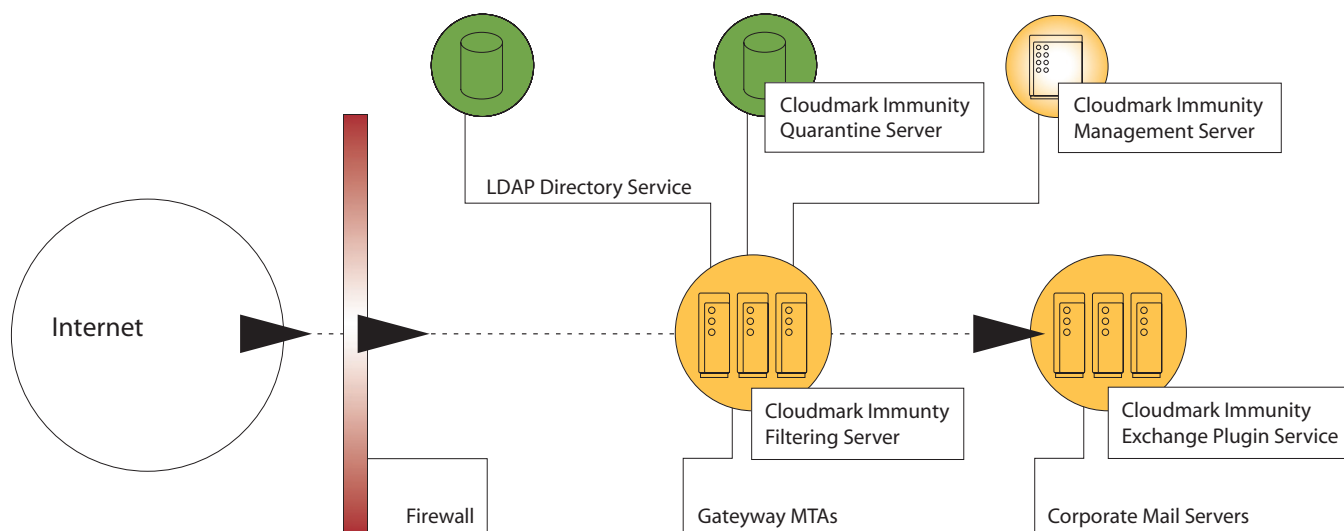 Cloudmark Immunity
Quarantine Server
Cloudmark Immunity
Management Server
LDAP Directory Service
Internet
Cloudmark Immunty
Filtering Server
Cloudmark Immunity
Exchange Plugin Service
Firewall
Gateyway MTAs
Corporate Mail Servers